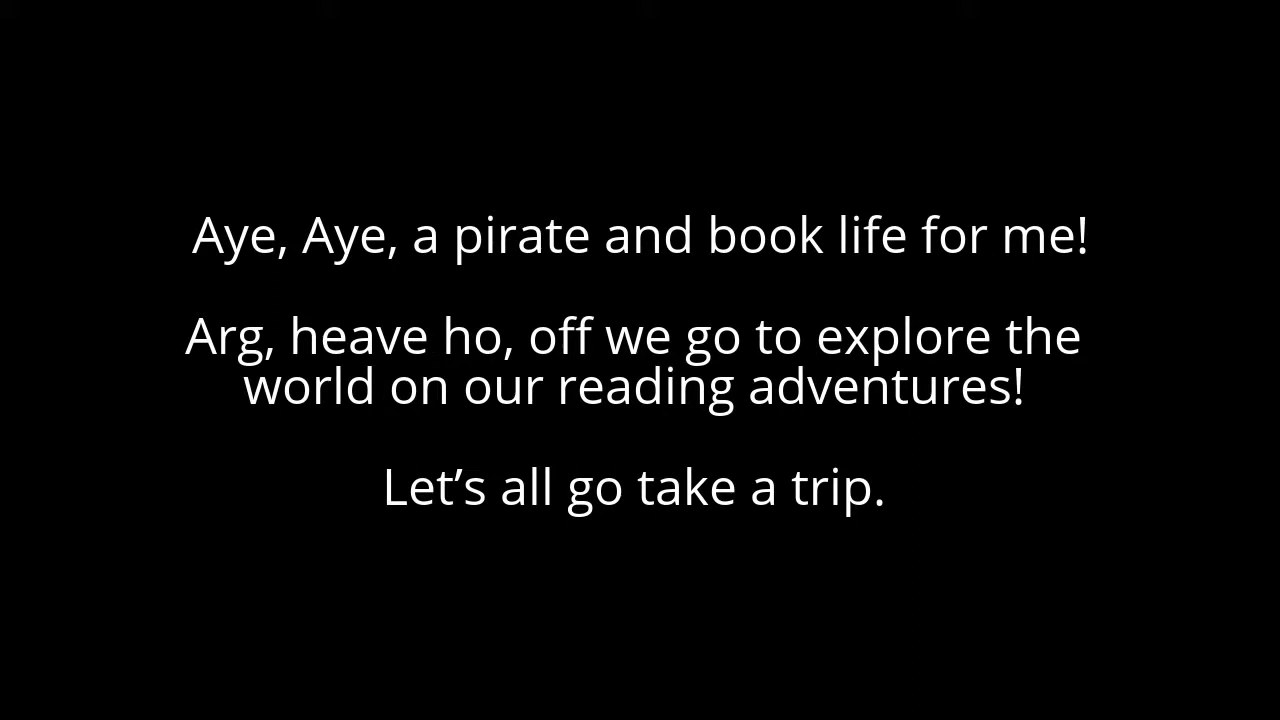 Aye, Aye, a pirate and book life for me!
Arg, heave ho, off we go to explore the
world on our reading adventures!
Let’s all go take a trip.